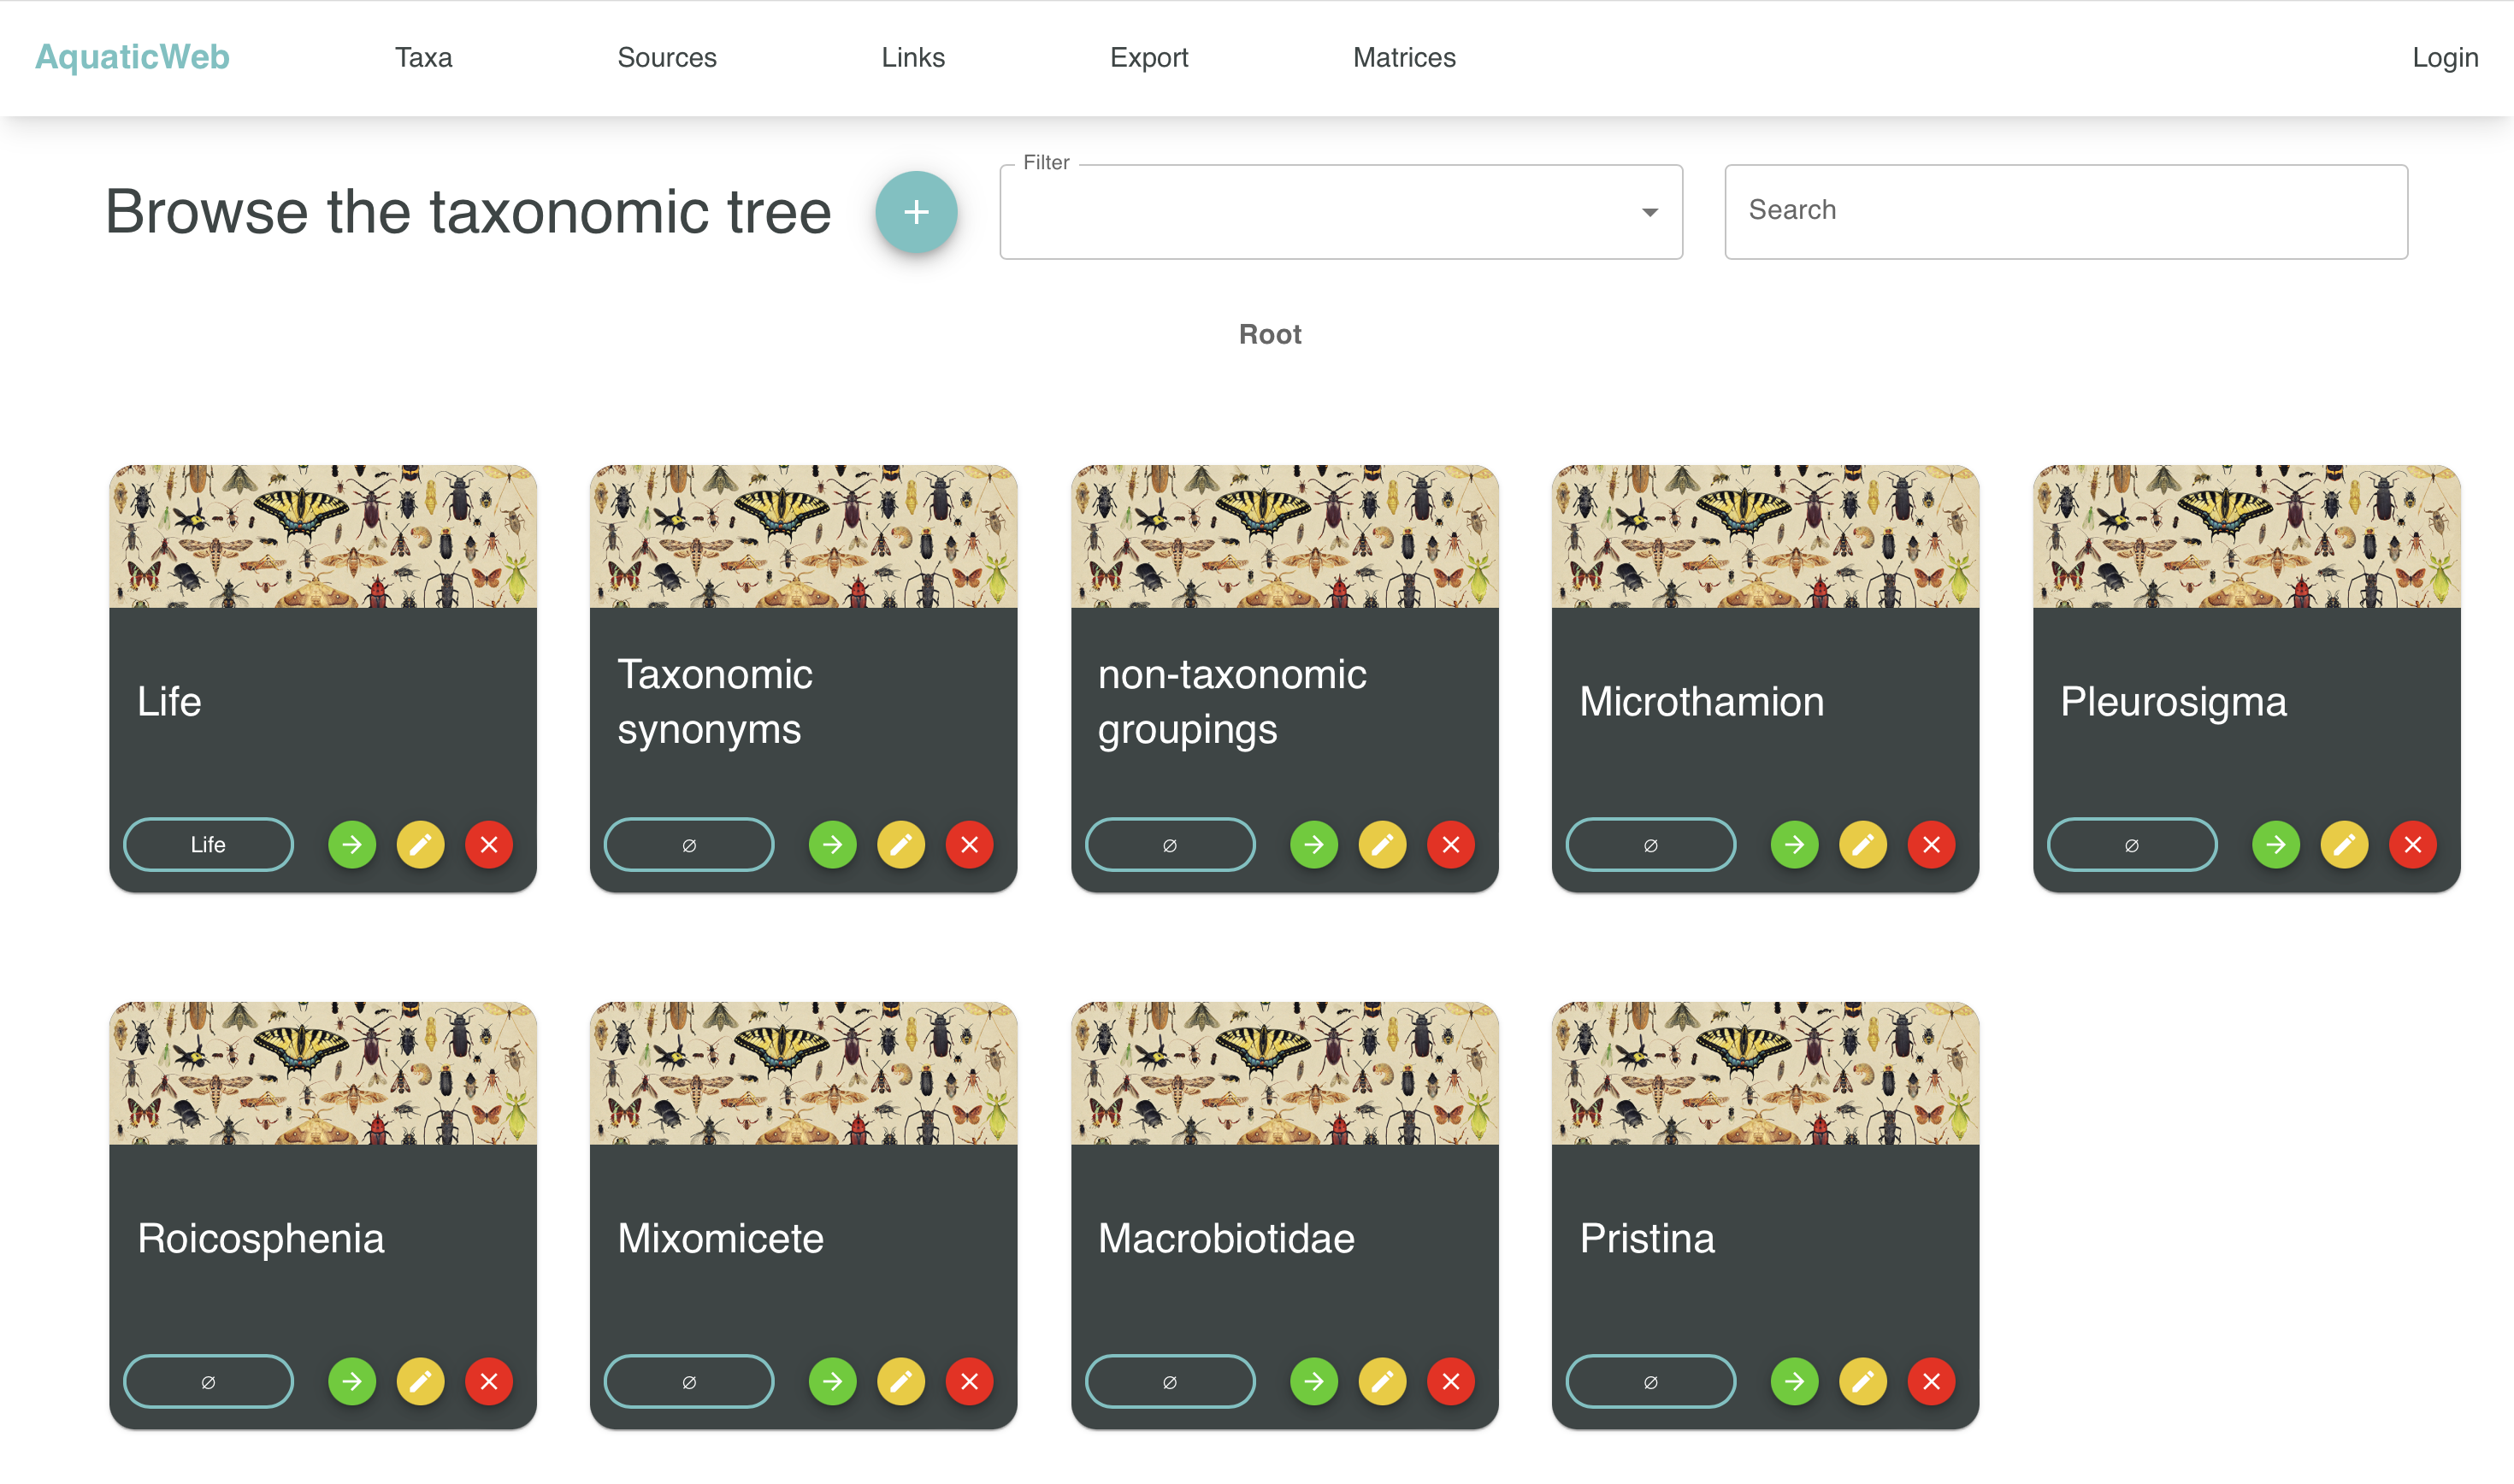 AquaticWeb Taxa Sources Links Export Matrices Login
Filter
Browse the taxonomic tree + Search
Root
Life
Taxonomic
synonyms
non-taxonomic
groupings
Microthamion
Pleurosigma
Life
∅
∅
∅
∅
Roicosphenia
Mixomicete
Macrobiotidae
Pristina
∅
∅
∅
∅